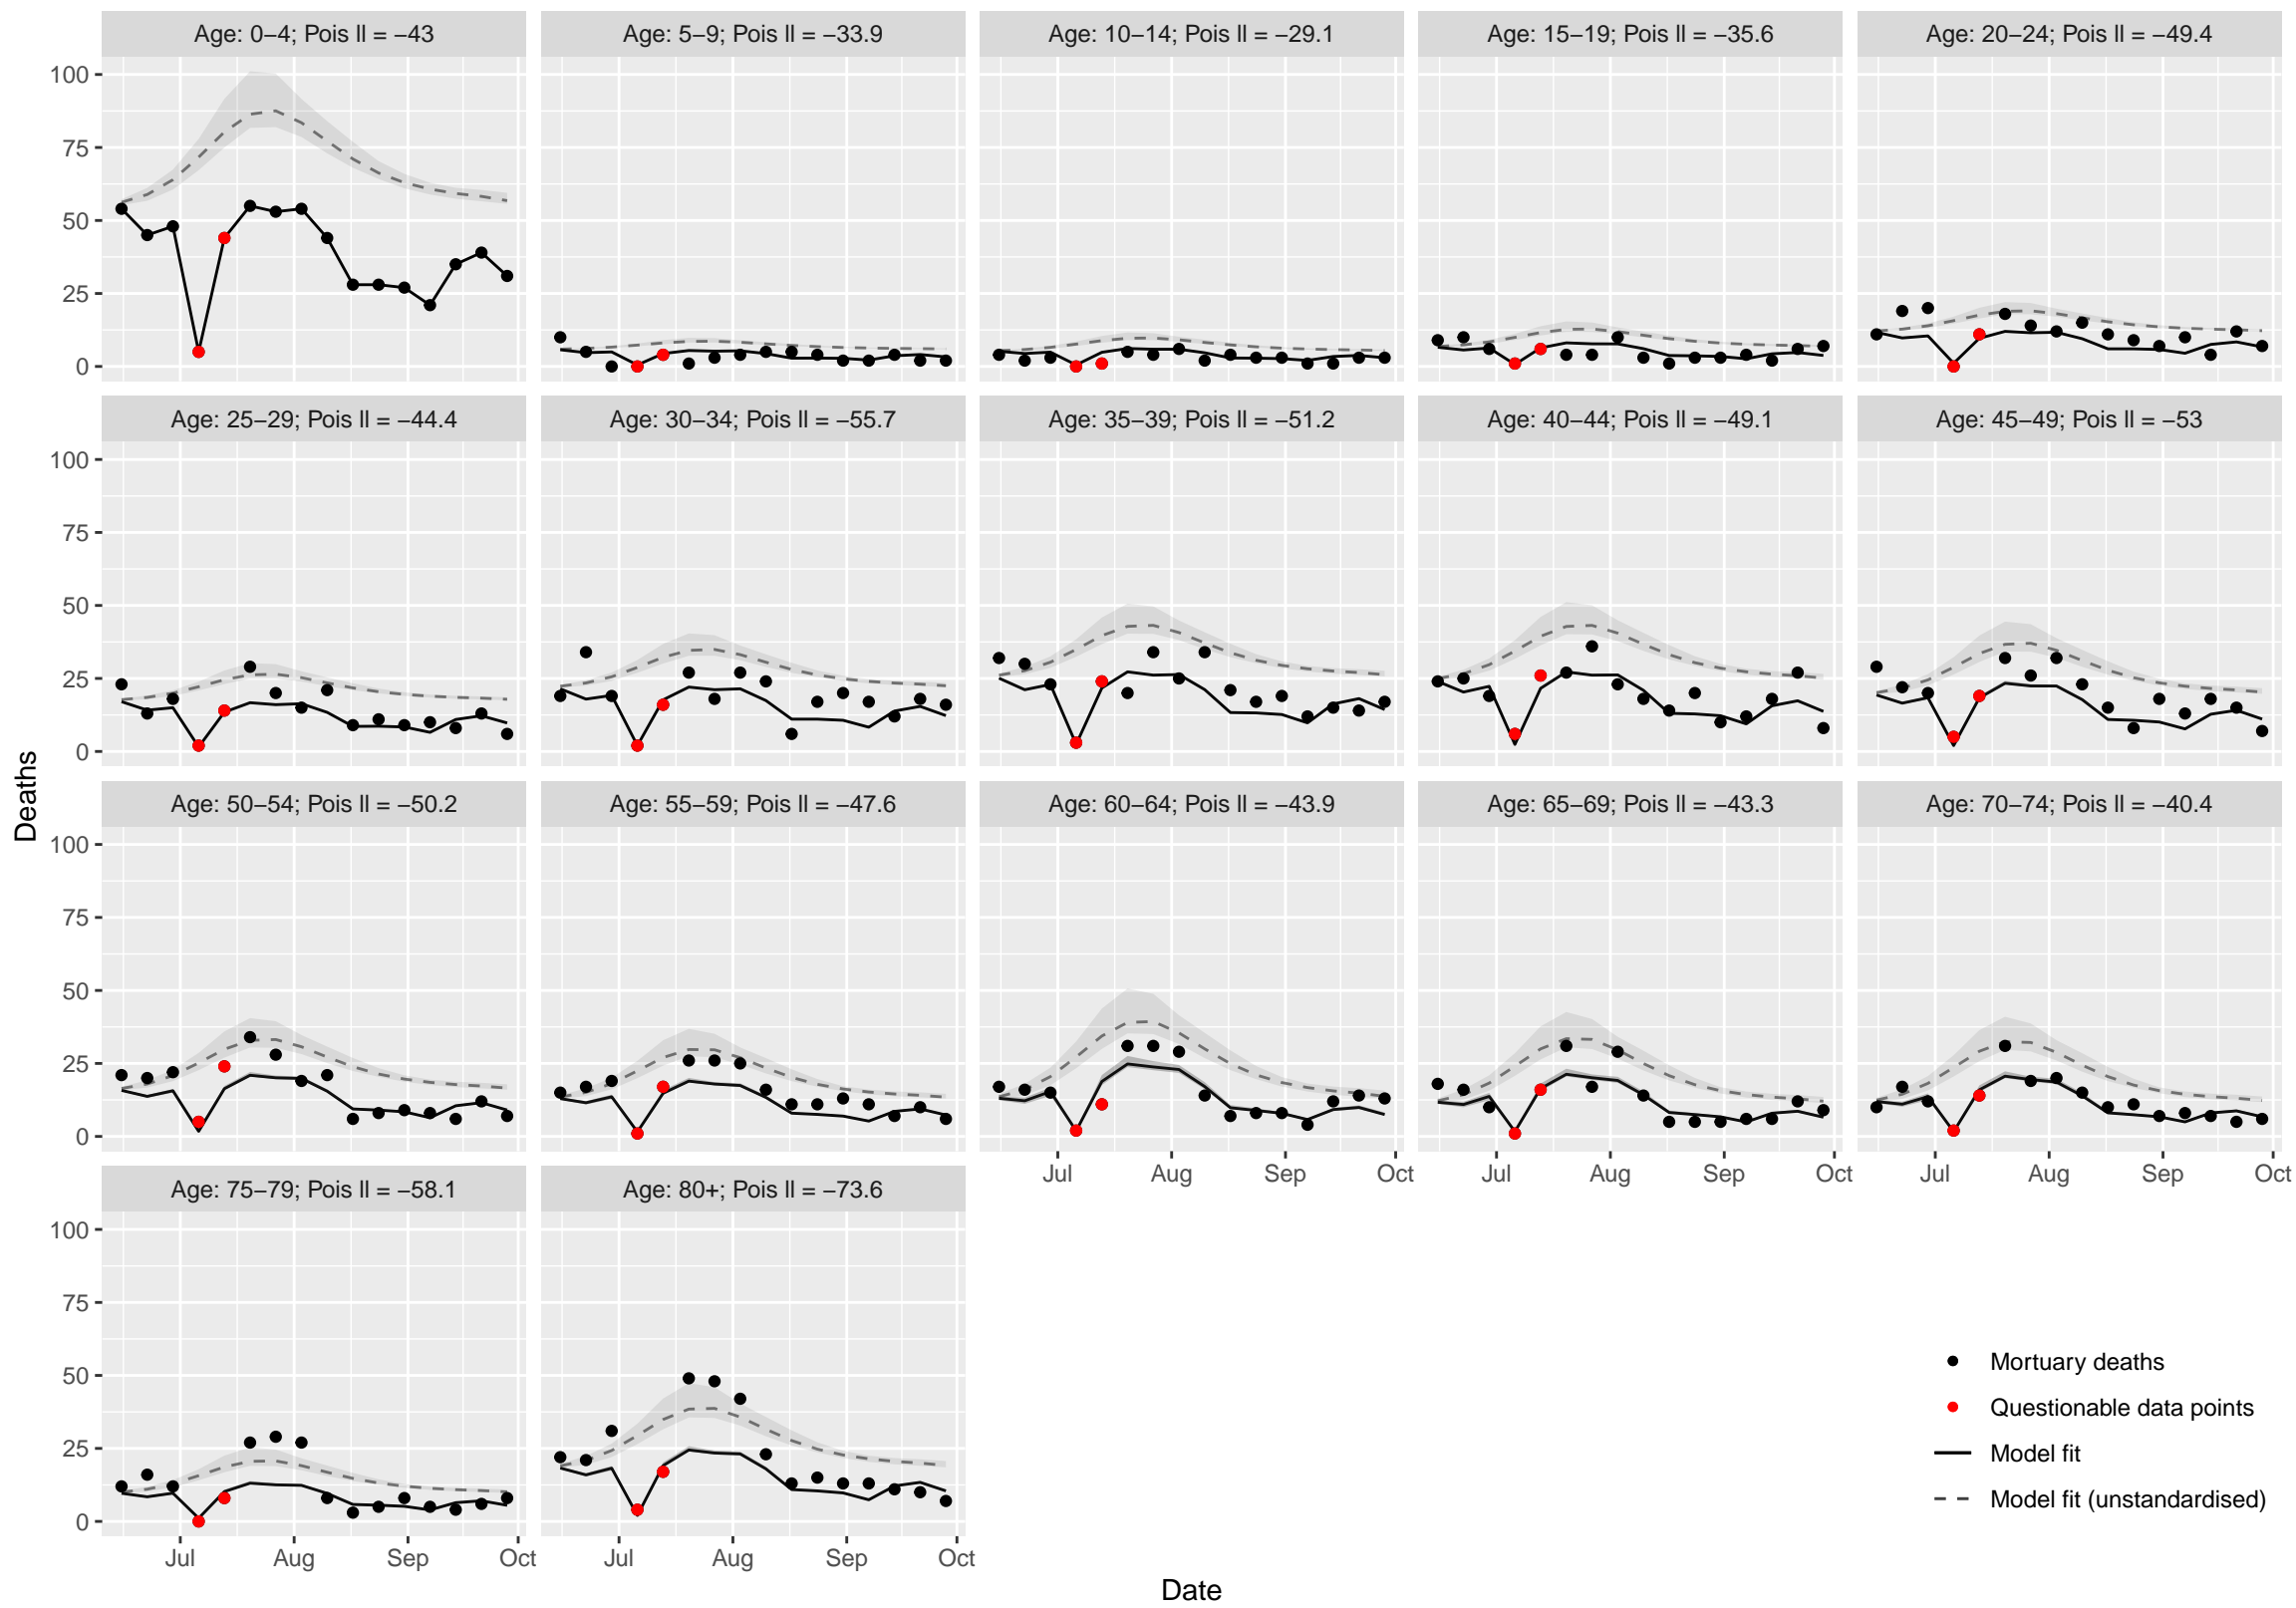 Age: 0−4; Pois ll = −43
Age: 5−9; Pois ll = −33.9
Age: 10−14; Pois ll = −29.1
Age: 15−19; Pois ll = −35.6
Age: 20−24; Pois ll = −49.4
100
75
50
25
0
Age: 25−29; Pois ll = −44.4
Age: 30−34; Pois ll = −55.7
Age: 35−39; Pois ll = −51.2
Age: 40−44; Pois ll = −49.1
Age: 45−49; Pois ll = −53
100
75
50
25
0
Deaths
Age: 50−54; Pois ll = −50.2
Age: 55−59; Pois ll = −47.6
Age: 60−64; Pois ll = −43.9
Age: 65−69; Pois ll = −43.3
Age: 70−74; Pois ll = −40.4
100
75
50
25
0
Jul Aug Sep Oct
Jul Aug Sep Oct
Jul Aug Sep Oct
Age: 75−79; Pois ll = −58.1
Age: 80+; Pois ll = −73.6
100
75
50
25
0
Jul Aug Sep Oct
Jul Aug Sep Oct
Mortuary deaths
Questionable data points
Model fit
Model fit (unstandardised)
Date